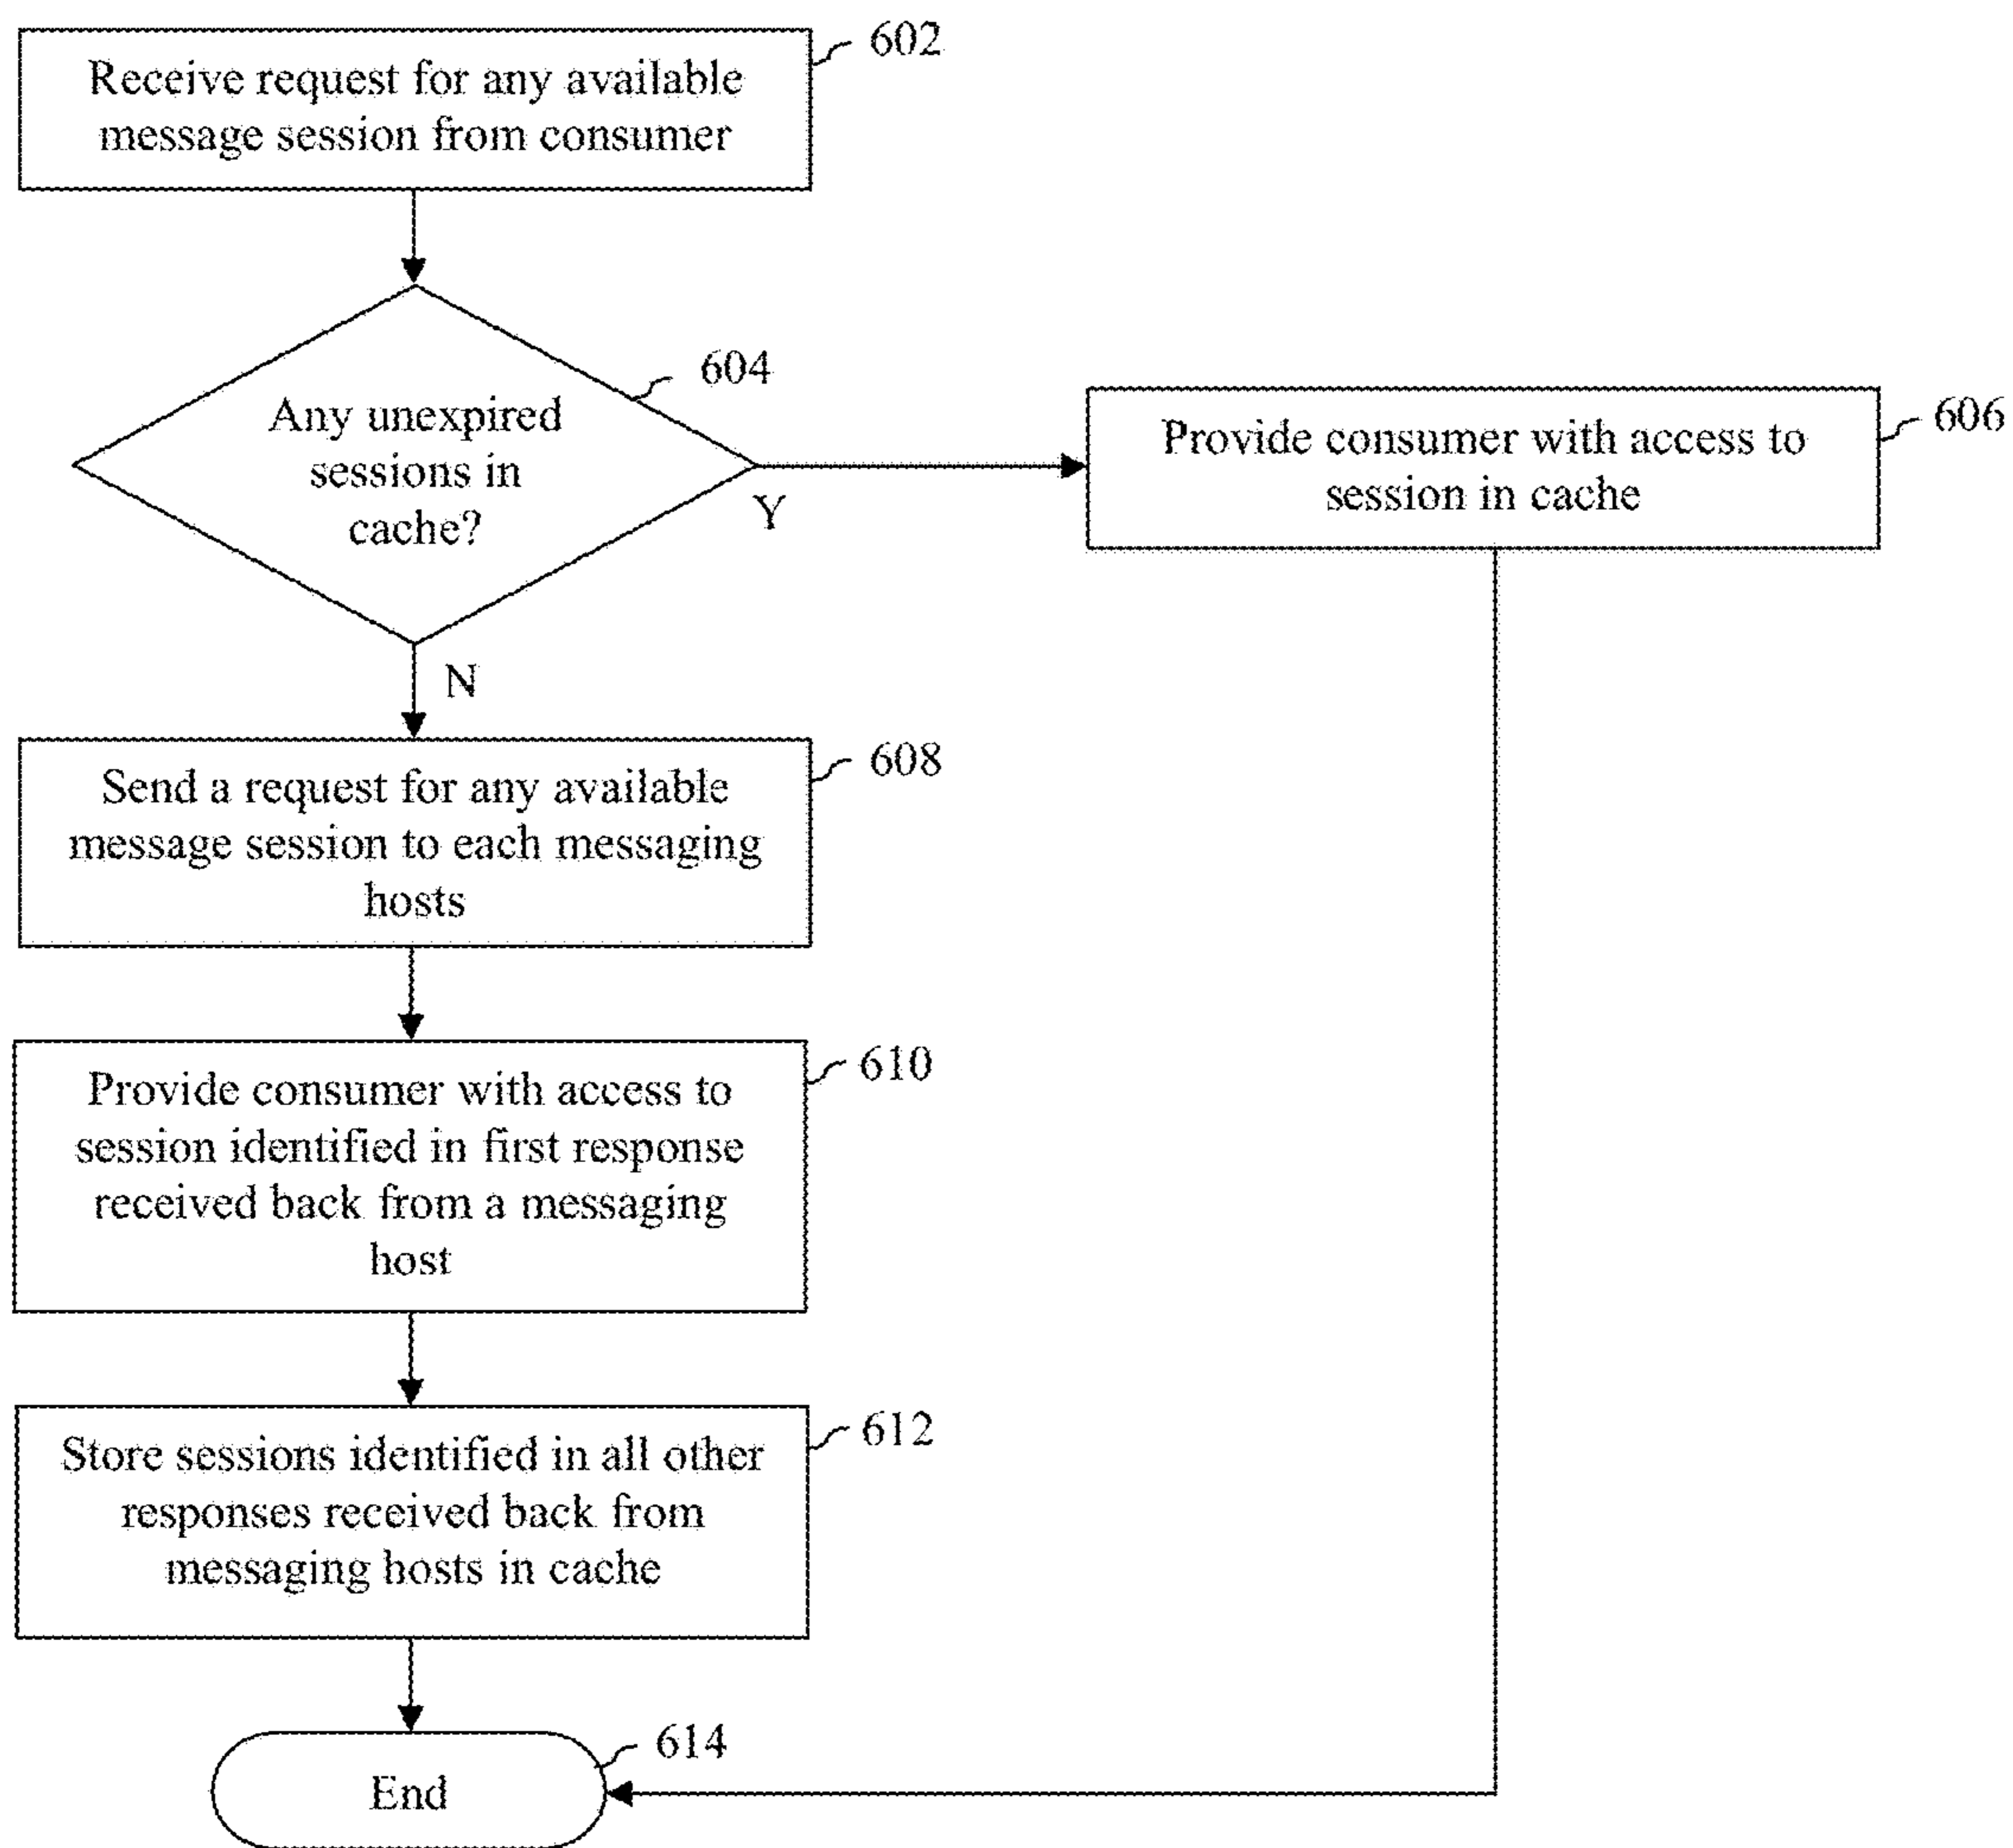 Receive request for any available
message session from consumer
602
Any unexpired
sessions in
cache?
604
Y
Provide consumer with access to
session in cache
606
N
Send a request for any available
message session to each messaging
hosts
608
Provide consumer with access to
session identified in first response
received back from a messaging
host
610
Store sessions identified in all other
responses received back from
messaging hosts in cache
612
End
614